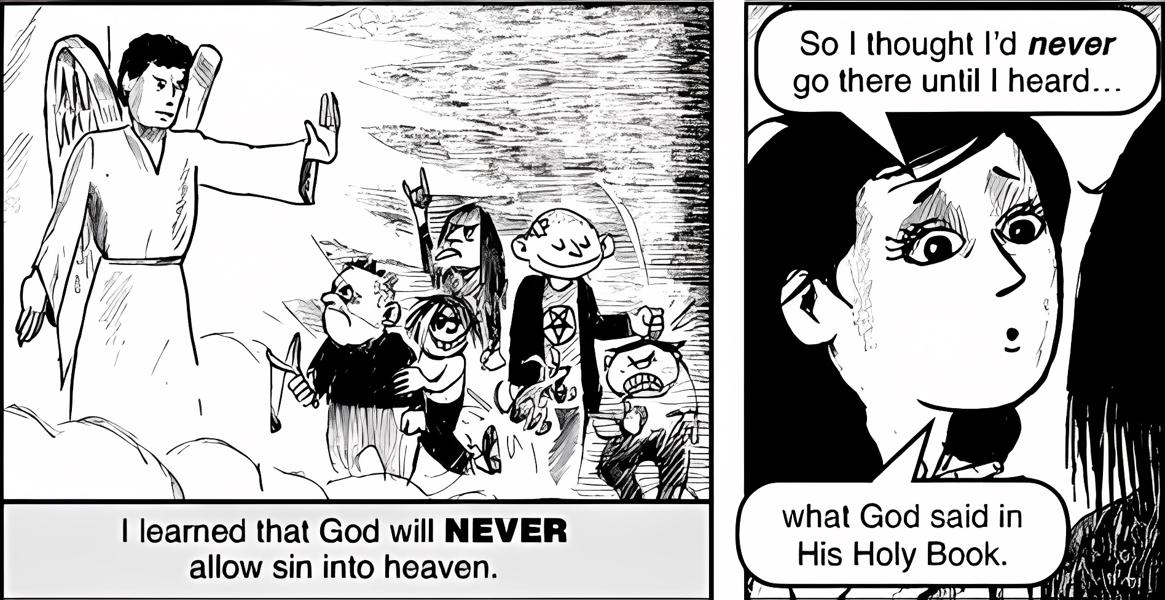 I learned that God will NEVER
allow sin into heaven.
So I thought I'd never
go there until I heard...
what God said in
His Holy Book.